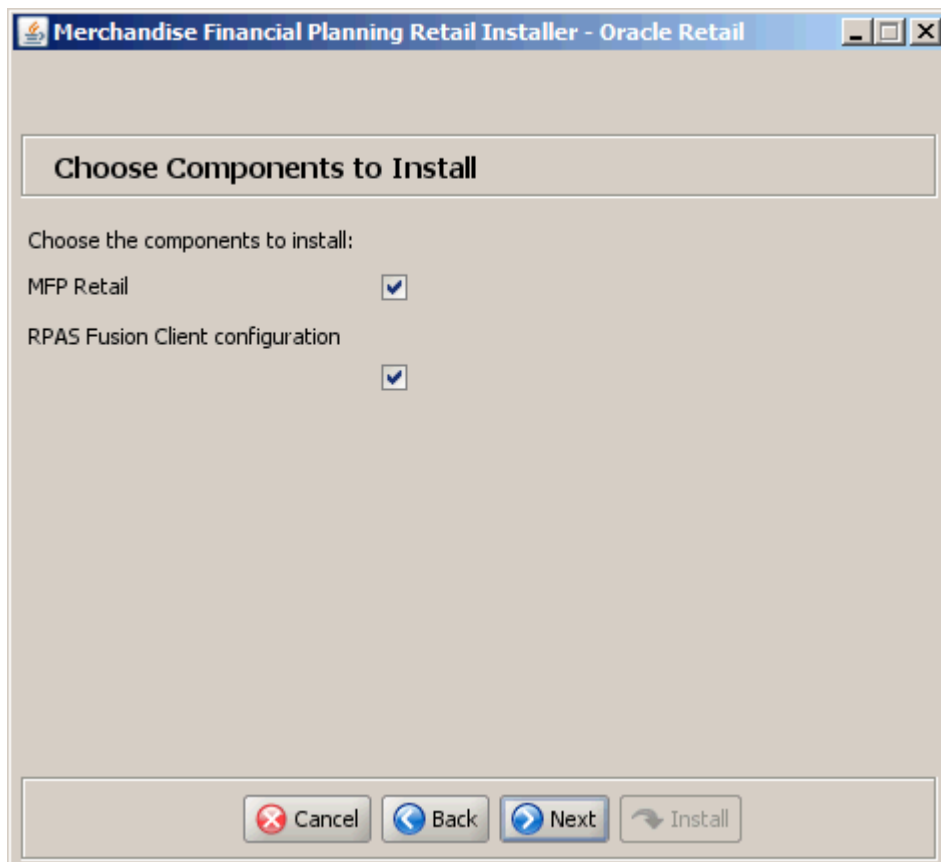 Merchandise Financial Planning Retail Installer - Oracle Retail
Choose Components to Install
Choose the components to install:
MFP Retail
RPAS Fusion Client configuration
Cancel Back Next Install